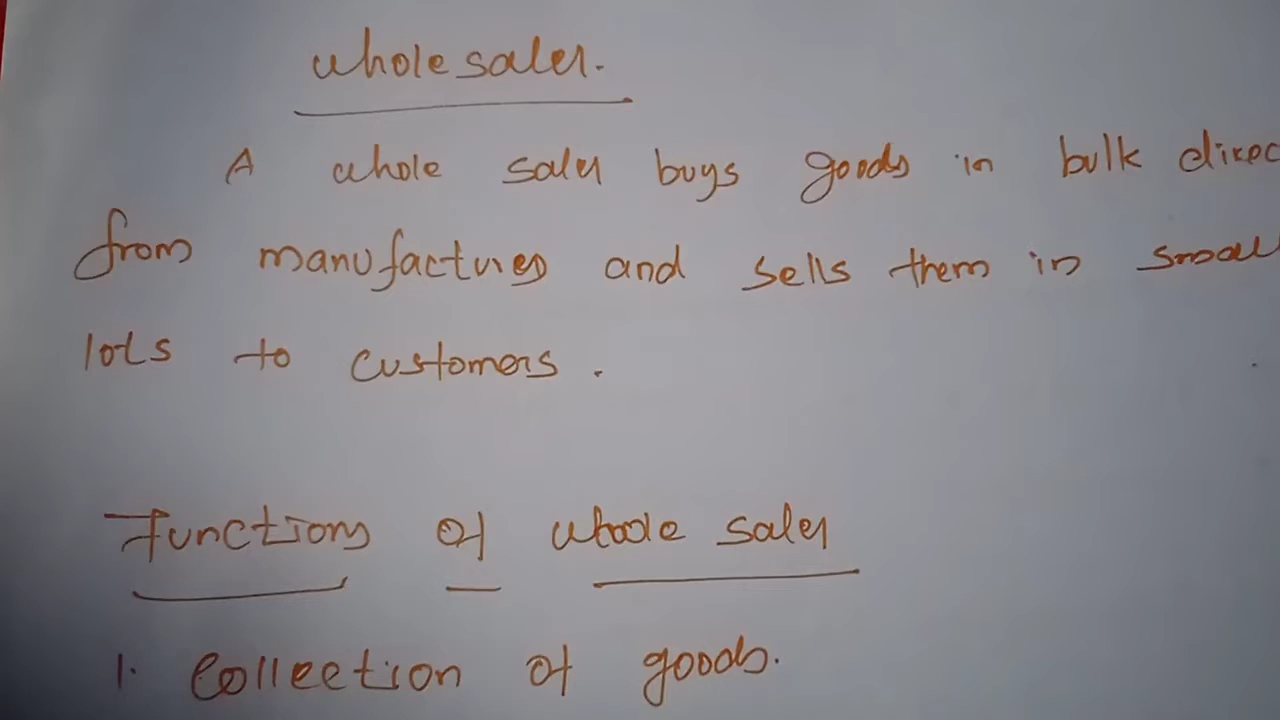 Wholesaler.
A whole saler buys goods in bulk direc
from manufactures and sells them in small
lots to customers.
Functions of whole saler
1. Collection of goods.